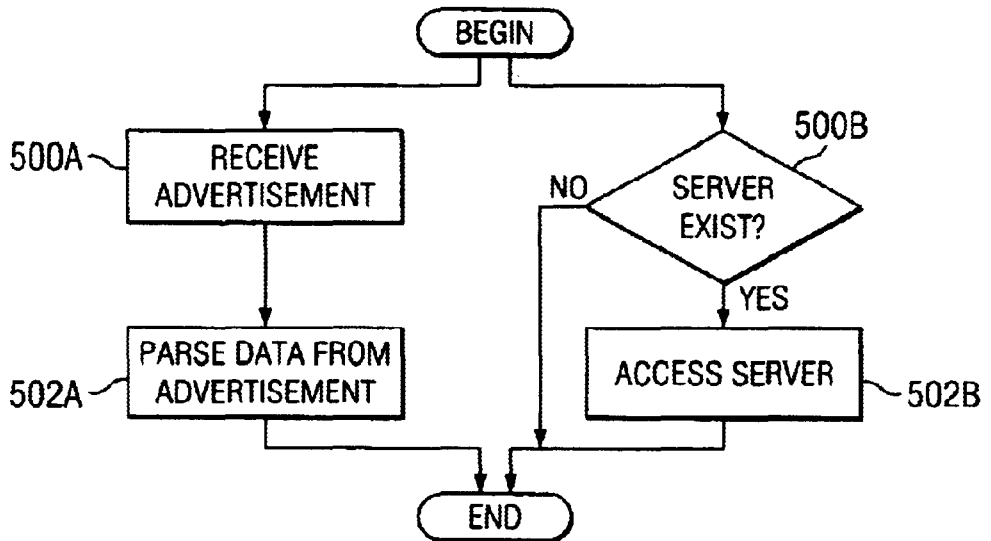 BEGIN
500A
RECEIVE
ADVERTISEMENT
500B
NO
SERVER
EXIST?
YES
502A
PARSE DATA FROM
ADVERTISEMENT
ACCESS SERVER
502B
END